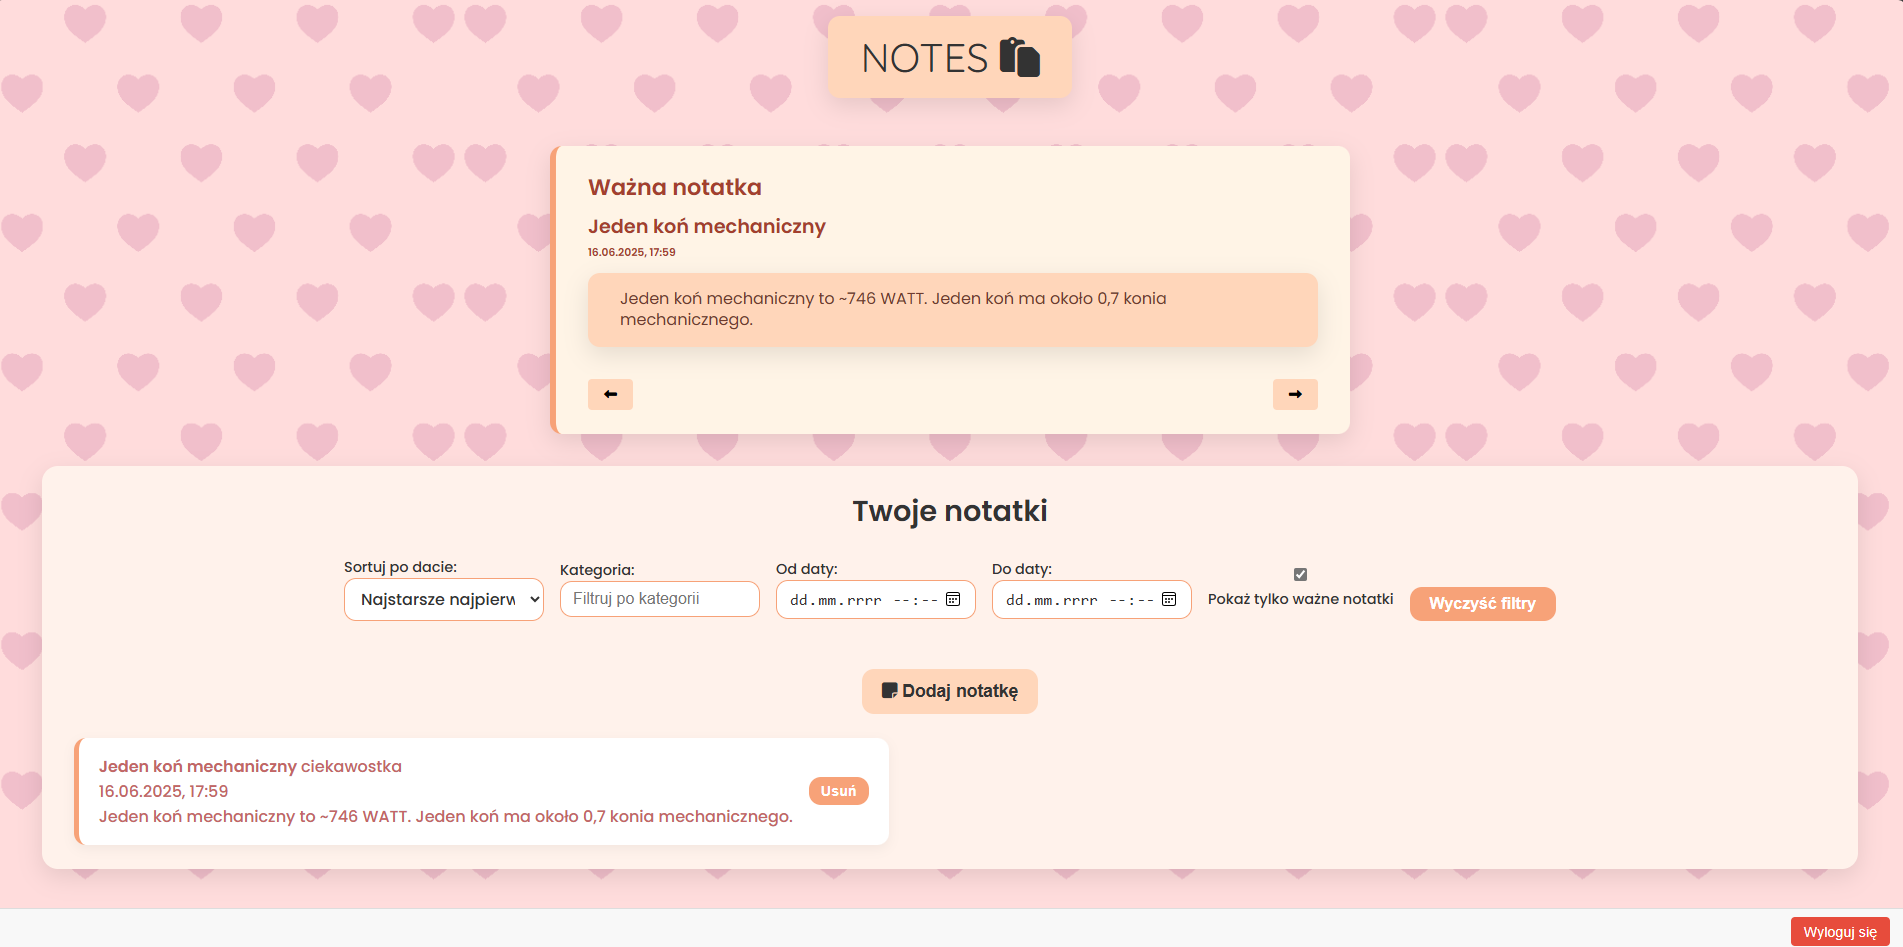 NOTES
Ważna notatka
Jeden koń mechaniczny
16.06.2025, 17:59
Jeden koń mechaniczny to ~746 WATT. Jeden koń ma około 0,7 konia
mechanicznego.
Twoje notatki
Sortuj po dacie:
Najstarsze najpierw
Kategoria:
Filtruj po kategorii
Od daty:
dd.mm.rrrr --:--
Do daty:
dd.mm.rrrr --:--
Pokaż tylko ważne notatki
Wyczyść filtry
Dodaj notatkę
Jeden koń mechaniczny ciekawostka
16.06.2025, 17:59
Jeden koń mechaniczny to ~746 WATT. Jeden koń ma około 0,7 konia mechanicznego.
Usuń
Wyloguj się